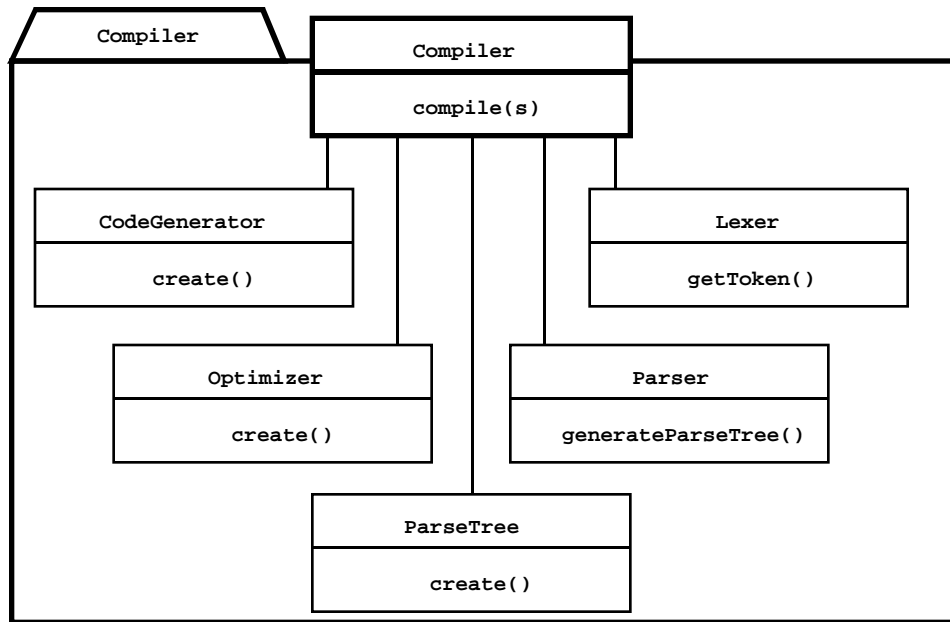 Compiler
Compiler
compile(s)
CodeGenerator
create()
Lexer
getToken()
Optimizer
create()
Parser
generateParseTree()
ParseTree
create()